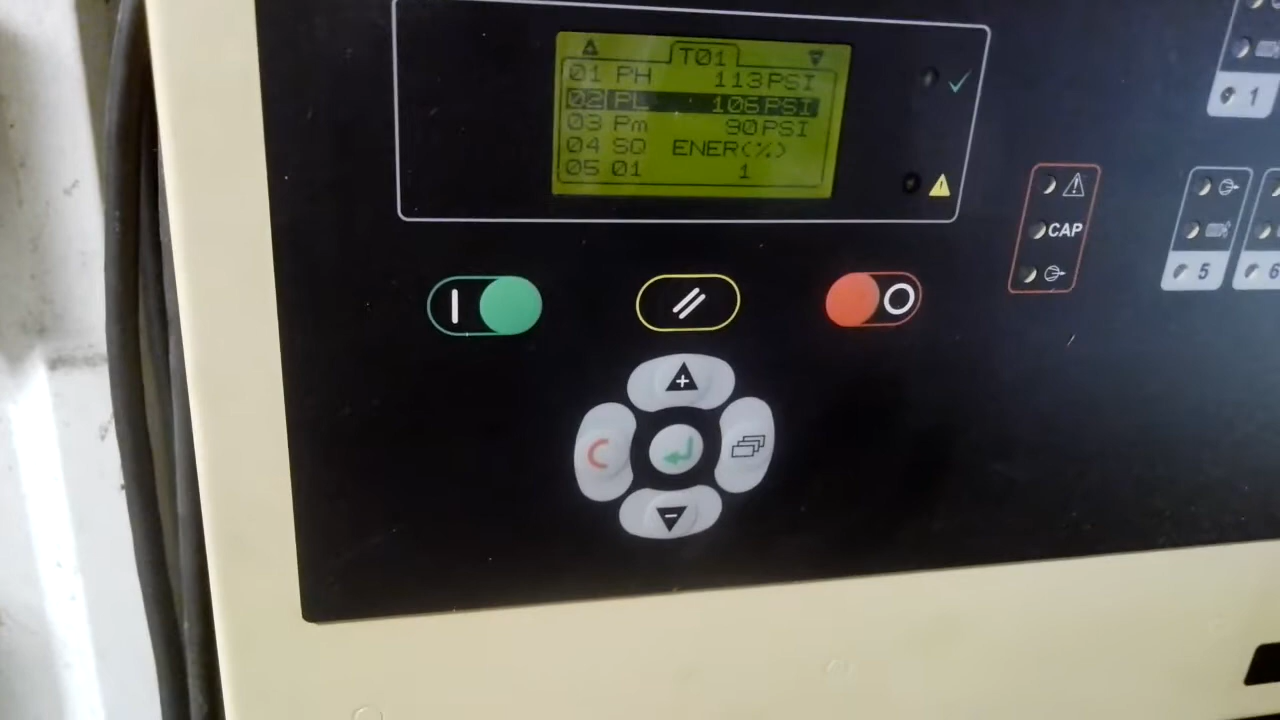 T01
01 PH 113PSI
02 PL 106PSI
03 Pm 90PSI
04 SQ ENER(%)
05 01 1
CAP
1
5
6